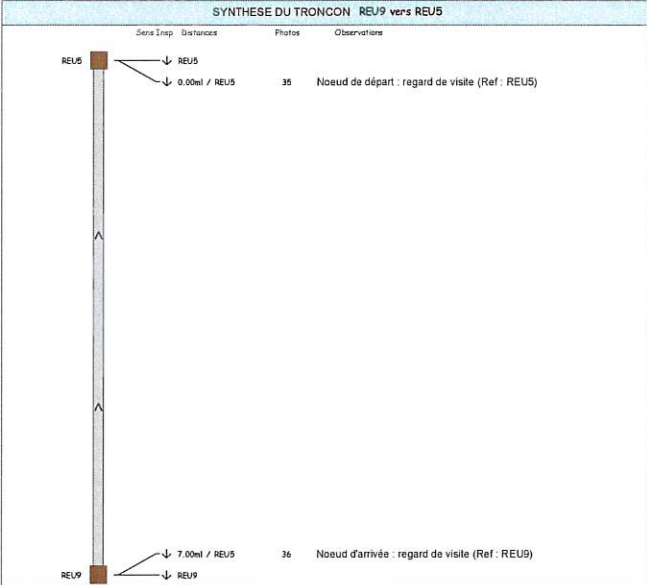 SYNTHESE DU TRONCON REU9 vers REU5
Sens Insp Distances Photos Observations
REU5 REU5
0.00ml / REU5 35 Noeud de départ : regard de visite (Ref : REU5)
7.00ml / REU5 36 Noeud d'arrivée : regard de visite (Ref : REU9)
REU9 REU9